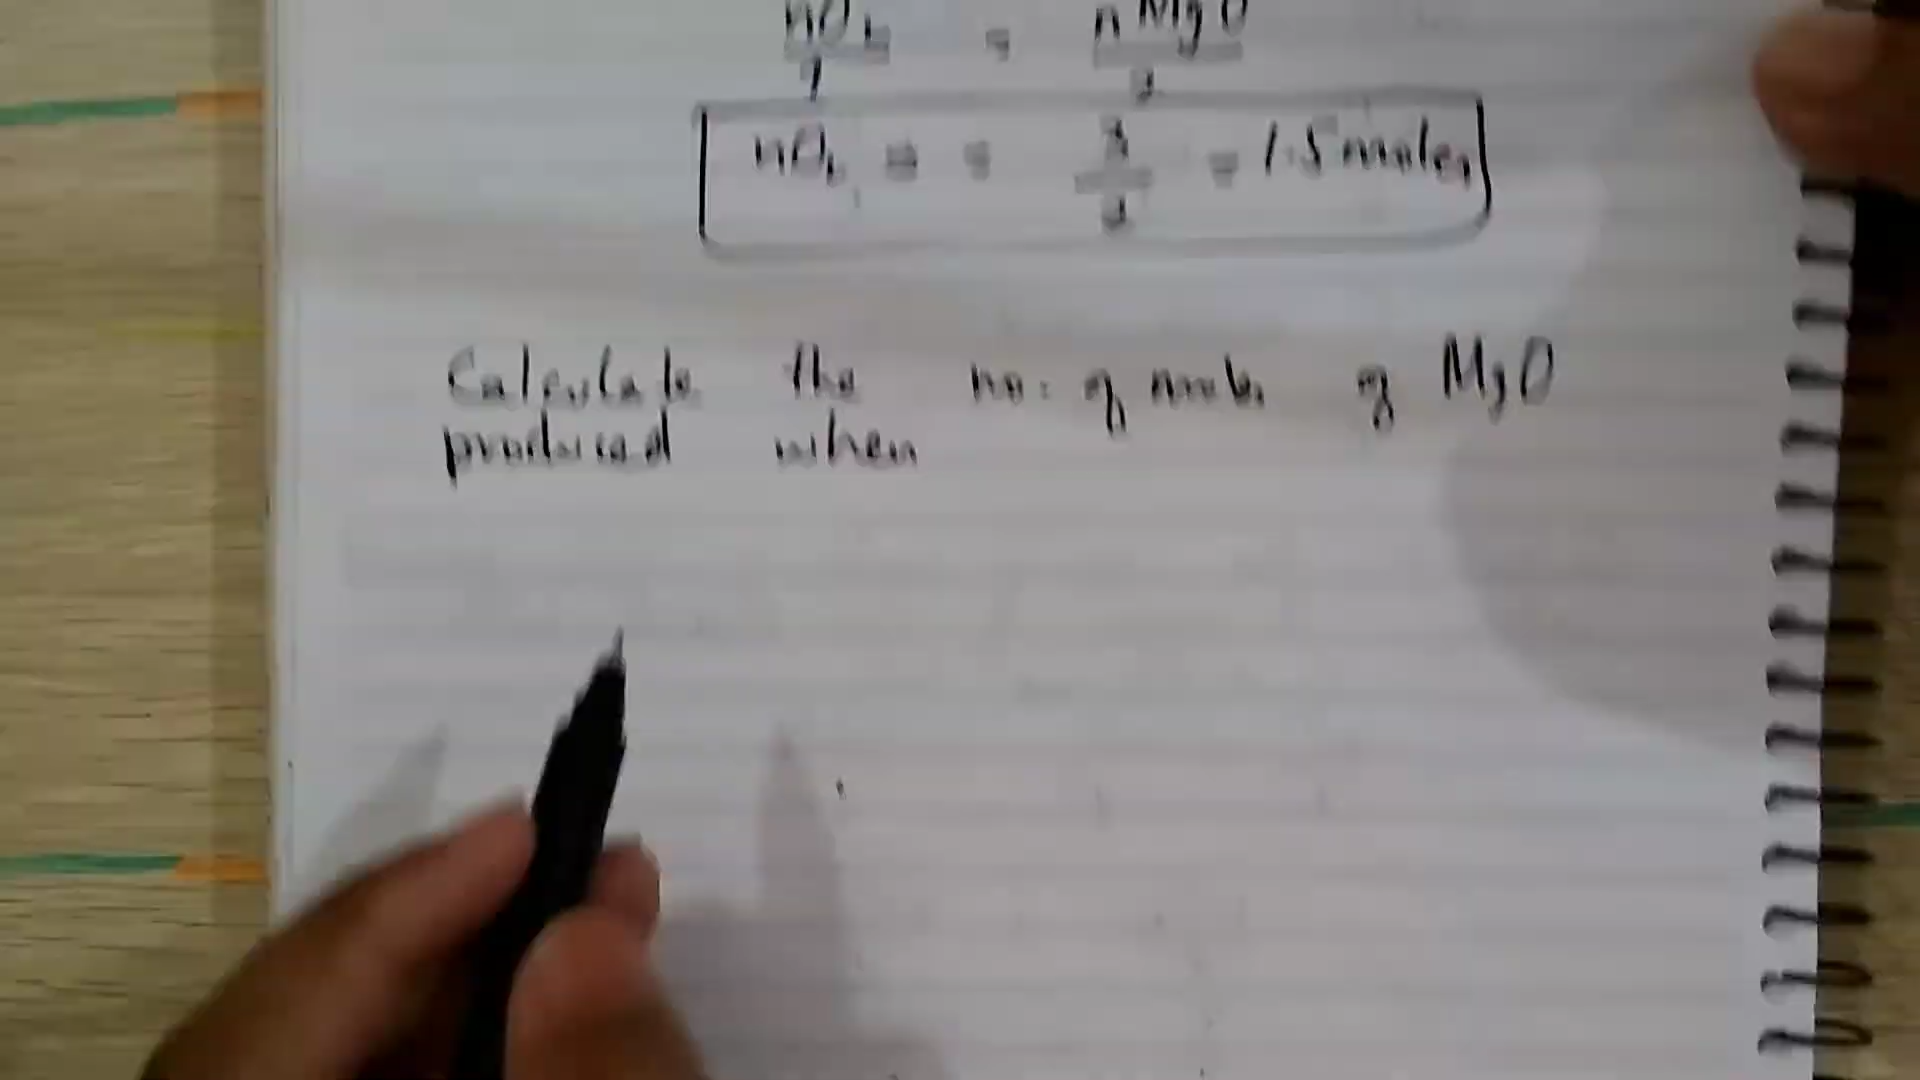 nO₂ = nMgO
1 2
nO₂ = = 3/2 = 1.5 moles
Calculate the no. of moles of MgO
produced when